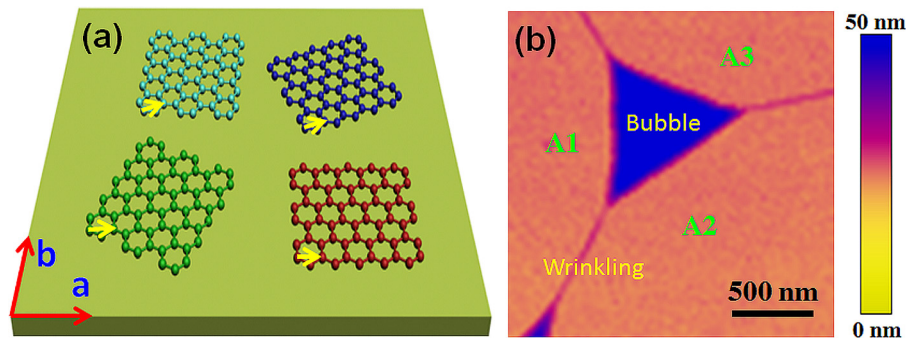 (a)
b
a
(b)
A3
Bubble
A1
A2
Wrinkling
500 nm
50 nm
0 nm